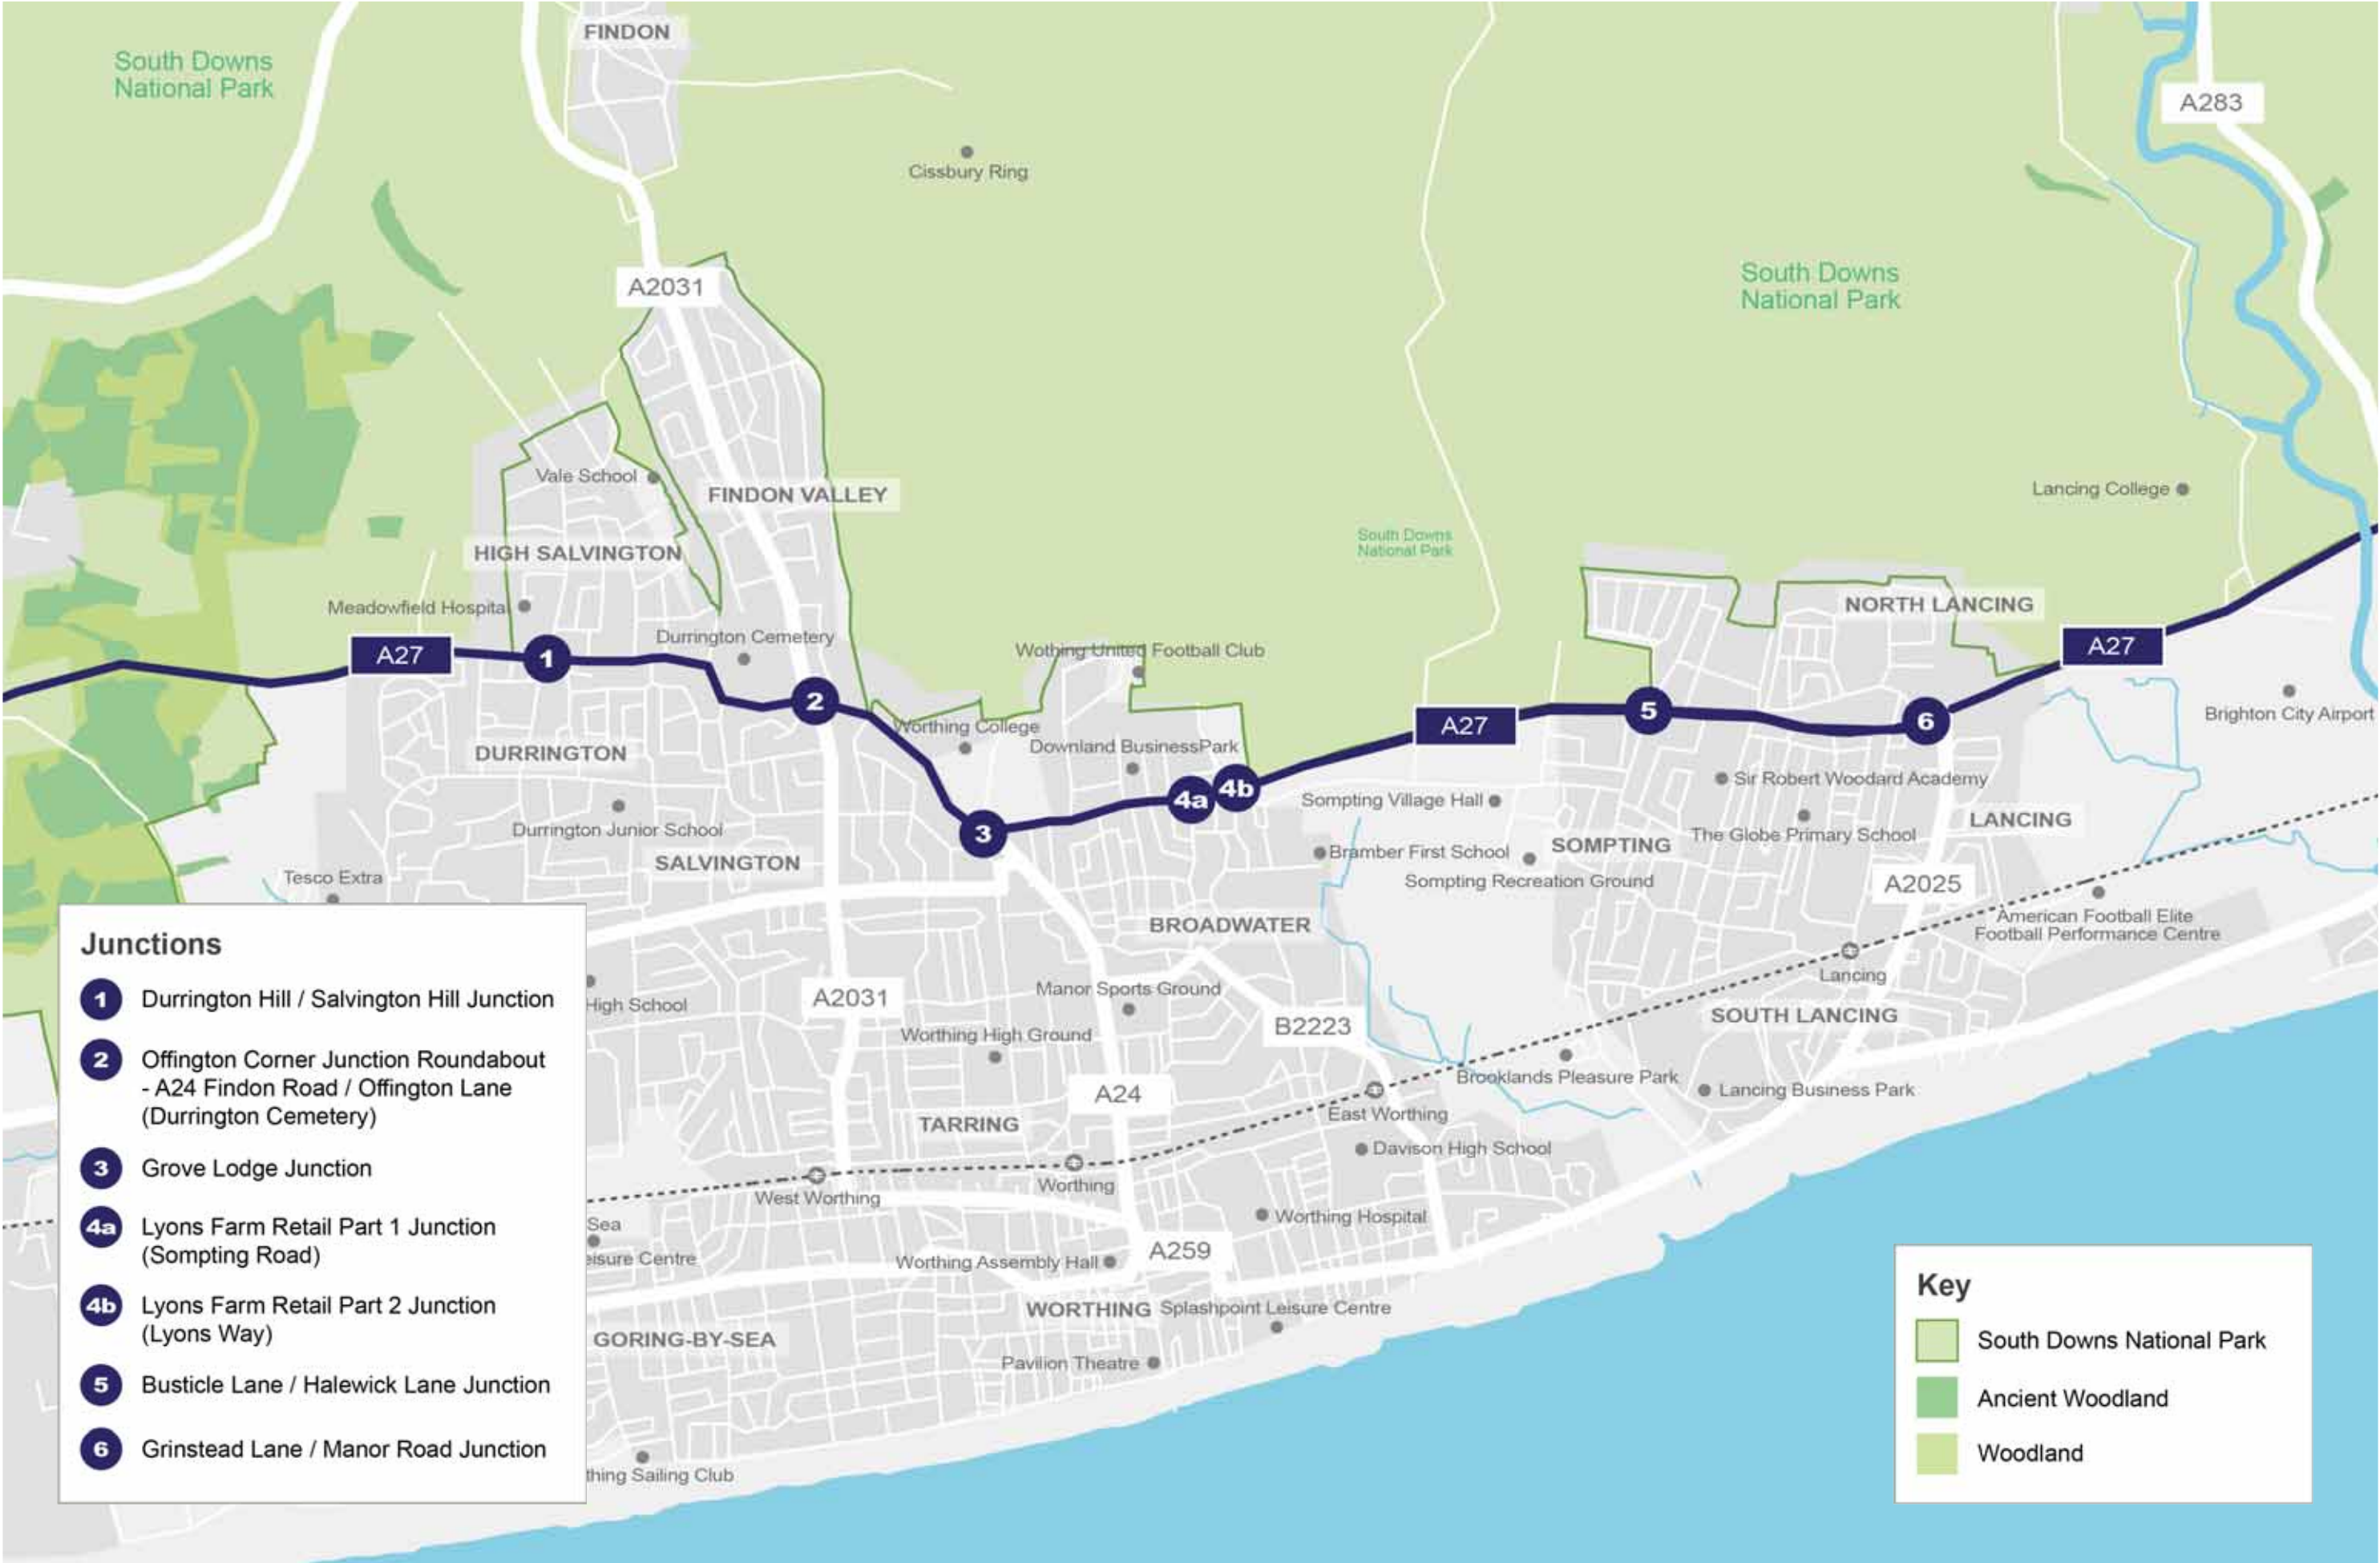 FINDON
South Downs
National Park
A283
Cissbury Ring
A2031
South Downs
National Park
Vale School
FINDON VALLEY
Lancing College
South Downs
National Park
HIGH SALVINGTON
Meadowfield Hospital
NORTH LANCING
Durrington Cemetery
A27
1
Wothing United Football Club
A27
2
5
6
A27
Brighton City Airport
Worthing College
DURRINGTON
Downland BusinessPark
4a
4b
Sir Robert Woodard Academy
Sompting Village Hall
3
Durrington Junior School
LANCING
The Globe Primary School
SOMPTING
Bramber First School
SALVINGTON
Sompting Recreation Ground
Tesco Extra
A2025
American Football Elite
Football Performance Centre
BROADWATER
Lancing
Manor Sports Ground
A2031
High School
SOUTH LANCING
B2223
Worthing High Ground
Brooklands Pleasure Park
Lancing Business Park
A24
East Worthing
TARRING
Davison High School
Worthing
West Worthing
Worthing Hospital
Sea
eisure Centre
A259
Worthing Assembly Hall
WORTHING
Splashpoint Leisure Centre
GORING-BY-SEA
Pavilion Theatre
thing Sailing Club
Junctions
1 Durrington Hill / Salvington Hill Junction
2 Offington Corner Junction Roundabout
- A24 Findon Road / Offington Lane
(Durrington Cemetery)
3 Grove Lodge Junction
4a Lyons Farm Retail Part 1 Junction
(Sompting Road)
4b Lyons Farm Retail Part 2 Junction
(Lyons Way)
5 Busticle Lane / Halewick Lane Junction
6 Grinstead Lane / Manor Road Junction
Key
South Downs National Park
Ancient Woodland
Woodland